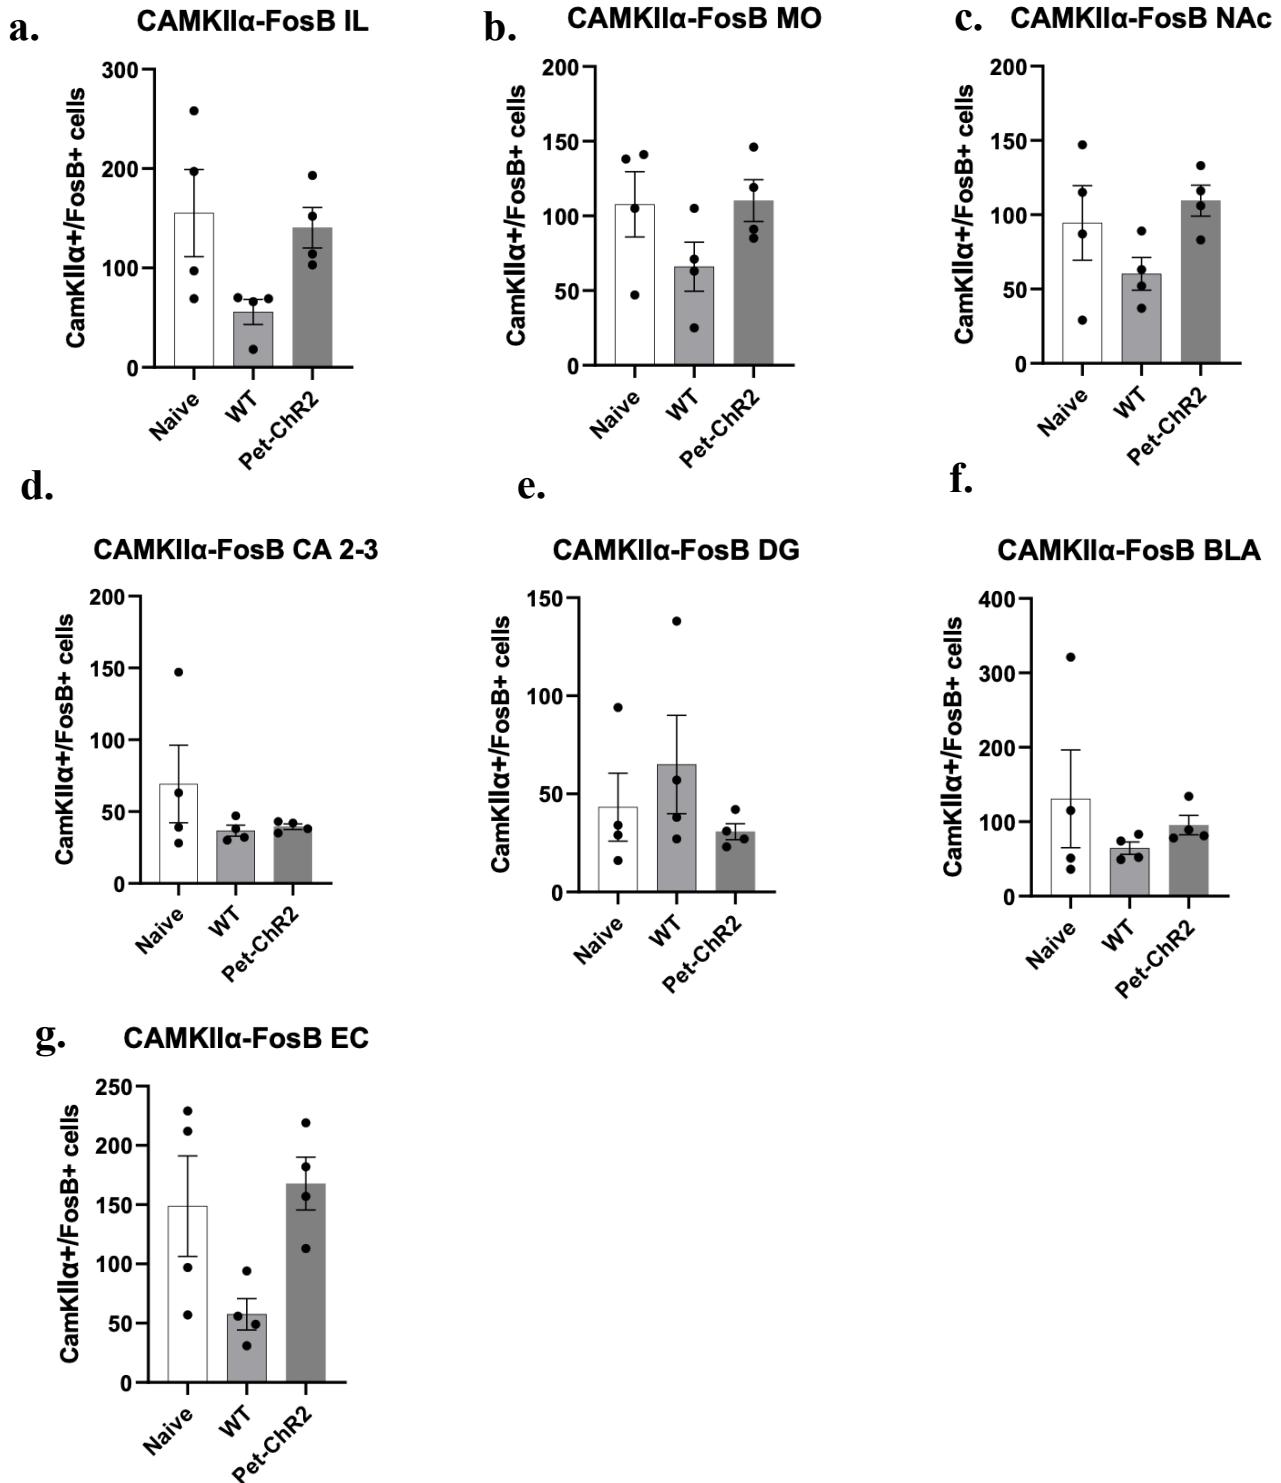 a.
CAMKIIα-FosB IL
CamKIIα+/FosB+ cells
300
200
100
0
Naive
WT
Pet-ChR2
b.
CAMKIIα-FosB MO
CamKIIα+/FosB+ cells
200
150
100
50
0
Naive
WT
Pet-ChR2
c.
CAMKIIα-FosB NAc
CamKIIα+/FosB+ cells
200
150
100
50
0
Naive
WT
Pet-ChR2
d.
CAMKIIα-FosB CA 2-3
CamKIIα+/FosB+ cells
200
150
100
50
0
Naive
WT
Pet-ChR2
e.
CAMKIIα-FosB DG
CamKIIα+/FosB+ cells
150
100
50
0
Naive
WT
Pet-ChR2
f.
CAMKIIα-FosB BLA
CamKIIα+/FosB+ cells
400
300
200
100
0
Naive
WT
Pet-ChR2
g.
CAMKIIα-FosB EC
CamKIIα+/FosB+ cells
250
200
150
100
50
0
Naive
WT
Pet-ChR2